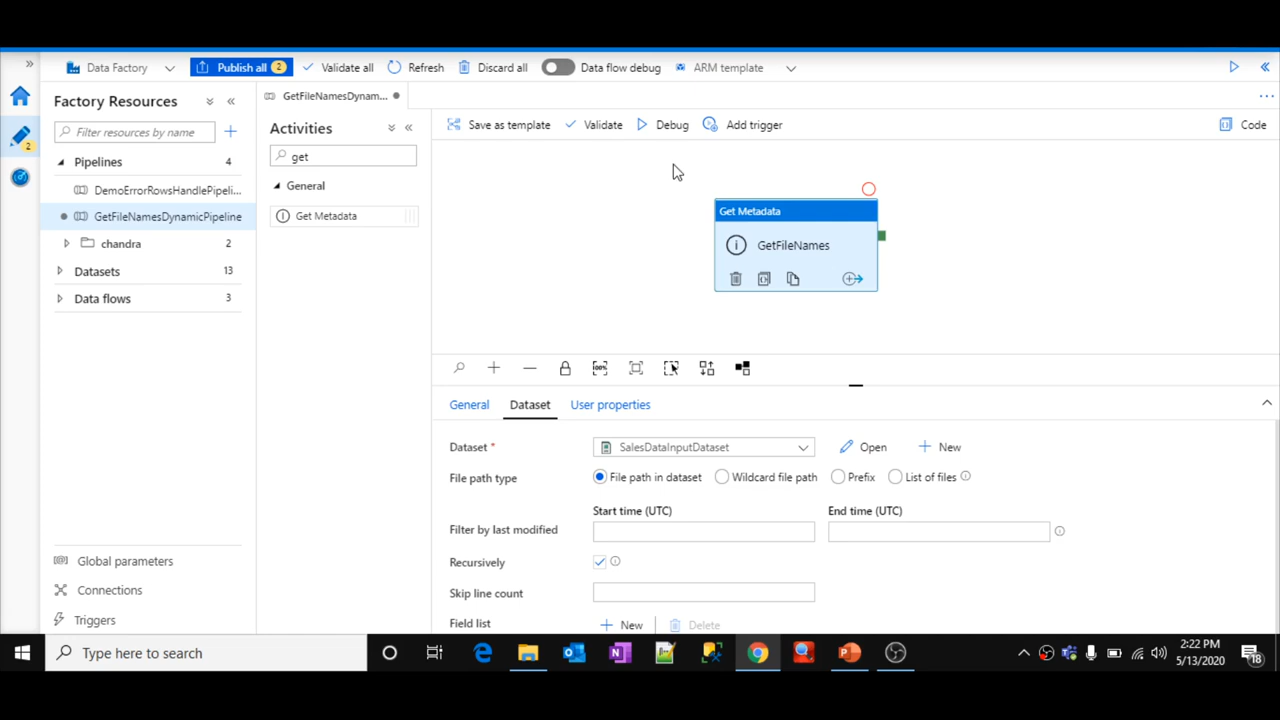 Data Factory
Publish all 2
Validate all
Refresh
Discard all
Data flow debug
ARM template
Factory Resources
Filter resources by name
Pipelines 4
DemoErrorRowsHandlePipeli...
GetFileNamesDynamicPipeline
chandra 2
Datasets 13
Data flows 3
Global parameters
Connections
Triggers
2
GetFileNamesDynam...
Activities
get
General
Get Metadata
Save as template
Validate
Debug
Add trigger
Code
Get Metadata
GetFileNames
100%
General
Dataset
User properties
Dataset *
SalesDataInputDataset
Open
New
File path type
File path in dataset
Wildcard file path
Prefix
List of files
Start time (UTC)
End time (UTC)
Filter by last modified
Recursively
Skip line count
Field list
New
Delete
Type here to search
2:22 PM
5/13/2020
18